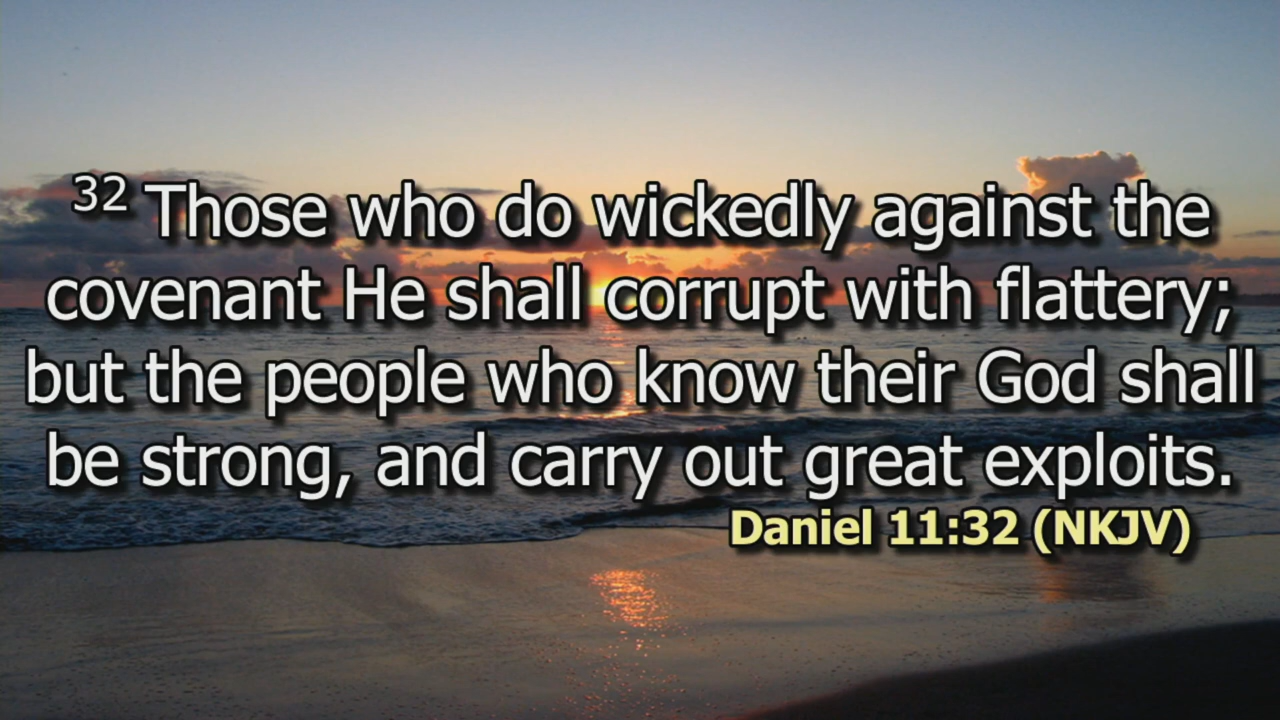 32 Those who do wickedly against the
covenant He shall corrupt with flattery;
but the people who know their God shall
be strong, and carry out great exploits.
Daniel 11:32 (NKJV)